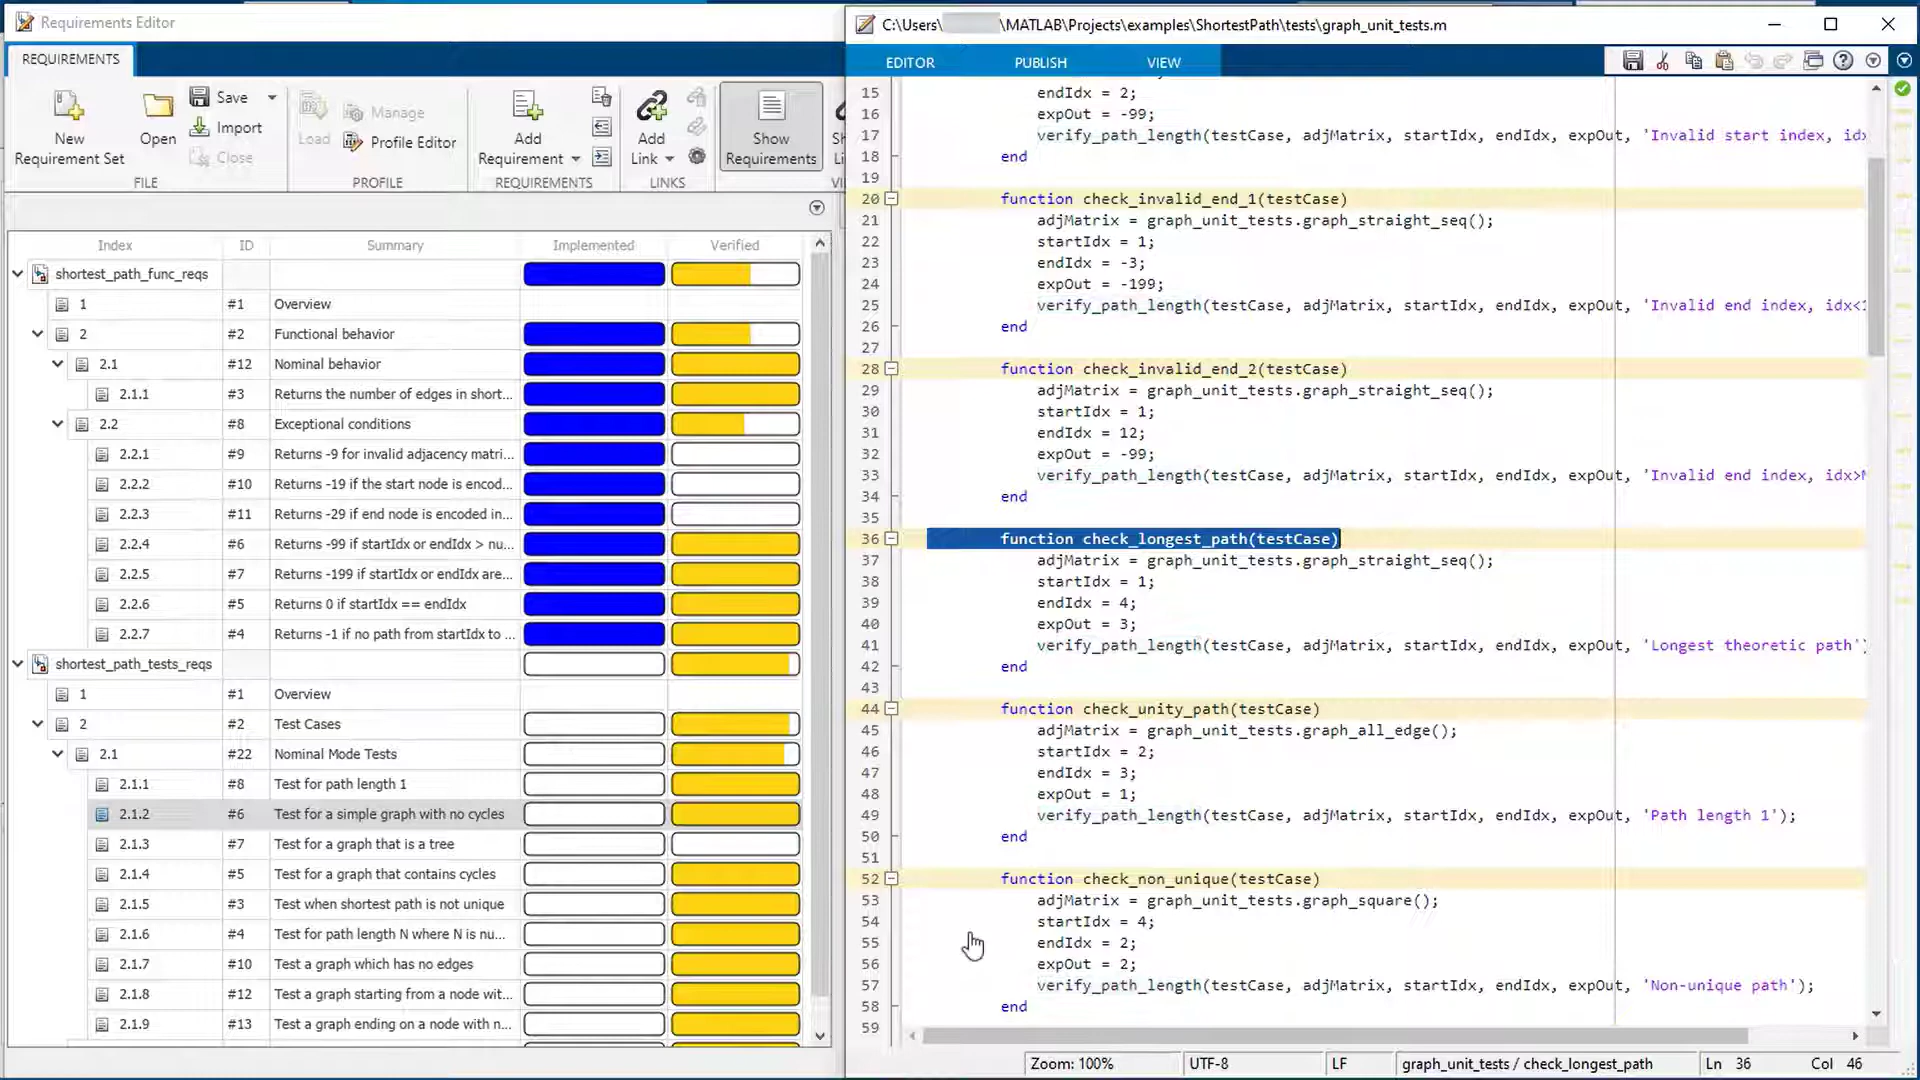 Requirements Editor
REQUIREMENTS
New
Requirement Set
Open
Save
Import
Close
FILE
Load
Manage
Profile Editor
PROFILE
Add
Requirement
REQUIREMENTS
Add
Link
LINKS
Show
Requirements
Index ID Summary Implemented Verified
shortest_path_func_reqs
1 #1 Overview
2 #2 Functional behavior
2.1 #12 Nominal behavior
2.1.1 #3 Returns the number of edges in short...
2.2 #8 Exceptional conditions
2.2.1 #9 Returns -9 for invalid adjacency matri...
2.2.2 #10 Returns -19 if the start node is encod...
2.2.3 #11 Returns -29 if end node is encoded in...
2.2.4 #6 Returns -99 if startIdx or endIdx > nu...
2.2.5 #7 Returns -199 if startIdx or endIdx are...
2.2.6 #5 Returns 0 if startIdx == endIdx
2.2.7 #4 Returns -1 if no path from startIdx to ...
shortest_path_tests_reqs
1 #1 Overview
2 #2 Test Cases
2.1 #22 Nominal Mode Tests
2.1.1 #8 Test for path length 1
2.1.2 #6 Test for a simple graph with no cycles
2.1.3 #7 Test for a graph that is a tree
2.1.4 #5 Test for a graph that contains cycles
2.1.5 #3 Test when shortest path is not unique
2.1.6 #4 Test for path length N where N is nu...
2.1.7 #10 Test a graph which has no edges
2.1.8 #12 Test a graph starting from a node wit...
2.1.9 #13 Test a graph ending on a node with n...
C:\Users\ \MATLAB\Projects\examples\ShortestPath\tests\graph_unit_tests.m
EDITOR PUBLISH VIEW
15 endIdx = 2;
16 expOut = -99;
17 verify_path_length(testCase, adjMatrix, startIdx, endIdx, expOut, 'Invalid start index, idx
18 end
19
20 function check_invalid_end_1(testCase)
21 adjMatrix = graph_unit_tests.graph_straight_seq();
22 startIdx = 1;
23 endIdx = -3;
24 expOut = -199;
25 verify_path_length(testCase, adjMatrix, startIdx, endIdx, expOut, 'Invalid end index, idx<1
26 end
27
28 function check_invalid_end_2(testCase)
29 adjMatrix = graph_unit_tests.graph_straight_seq();
30 startIdx = 1;
31 endIdx = 12;
32 expOut = -99;
33 verify_path_length(testCase, adjMatrix, startIdx, endIdx, expOut, 'Invalid end index, idx>
34 end
35
36 function check_longest_path(testCase)
37 adjMatrix = graph_unit_tests.graph_straight_seq();
38 startIdx = 1;
39 endIdx = 4;
40 expOut = 3;
41 verify_path_length(testCase, adjMatrix, startIdx, endIdx, expOut, 'Longest theoretic path')
42 end
43
44 function check_unity_path(testCase)
45 adjMatrix = graph_unit_tests.graph_all_edge();
46 startIdx = 2;
47 endIdx = 3;
48 expOut = 1;
49 verify_path_length(testCase, adjMatrix, startIdx, endIdx, expOut, 'Path length 1');
50 end
51
52 function check_non_unique(testCase)
53 adjMatrix = graph_unit_tests.graph_square();
54 startIdx = 4;
55 endIdx = 2;
56 expOut = 2;
57 verify_path_length(testCase, adjMatrix, startIdx, endIdx, expOut, 'Non-unique path');
58 end
59
Zoom: 100% UTF-8 LF graph_unit_tests / check_longest_path Ln 36 Col 46